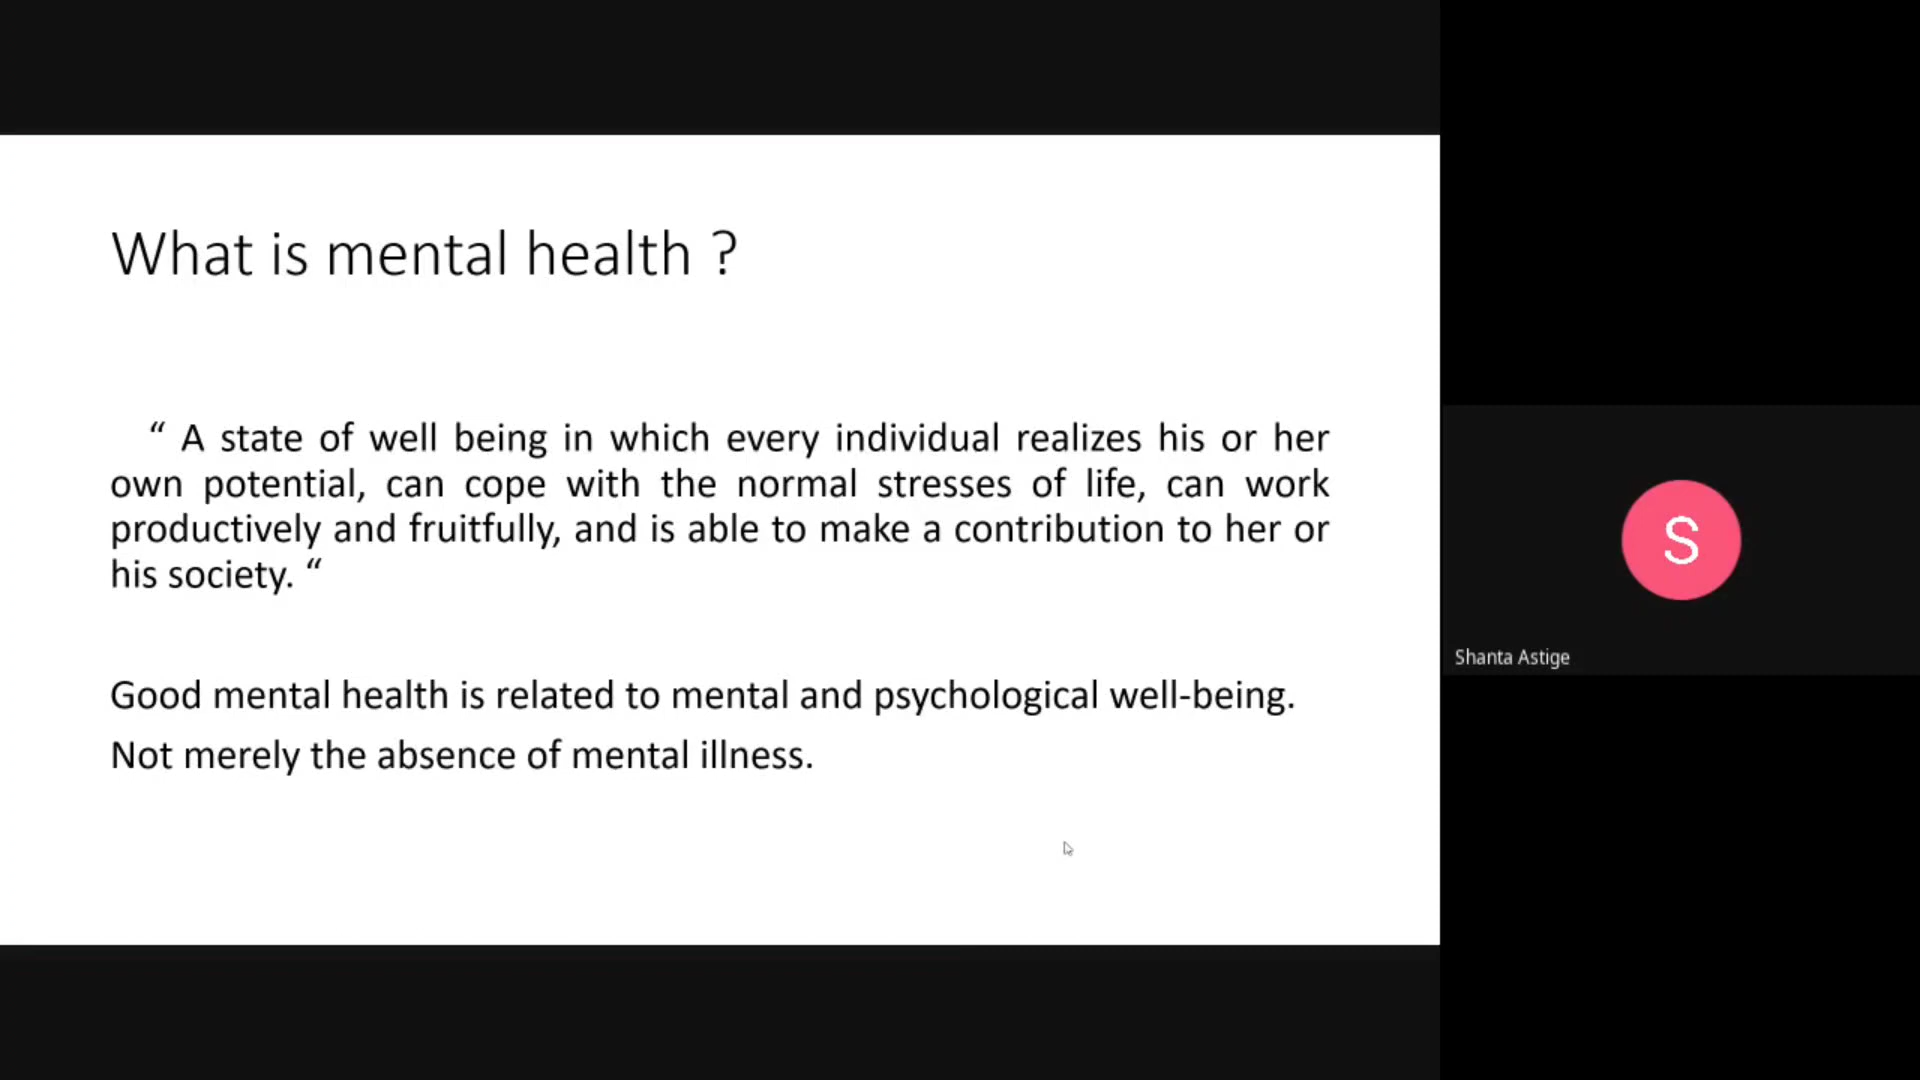 What is mental health ?
“ A state of well being in which every individual realizes his or her
own potential, can cope with the normal stresses of life, can work
productively and fruitfully, and is able to make a contribution to her or
his society. “
Good mental health is related to mental and psychological well-being.
Not merely the absence of mental illness.
S
Shanta Astige